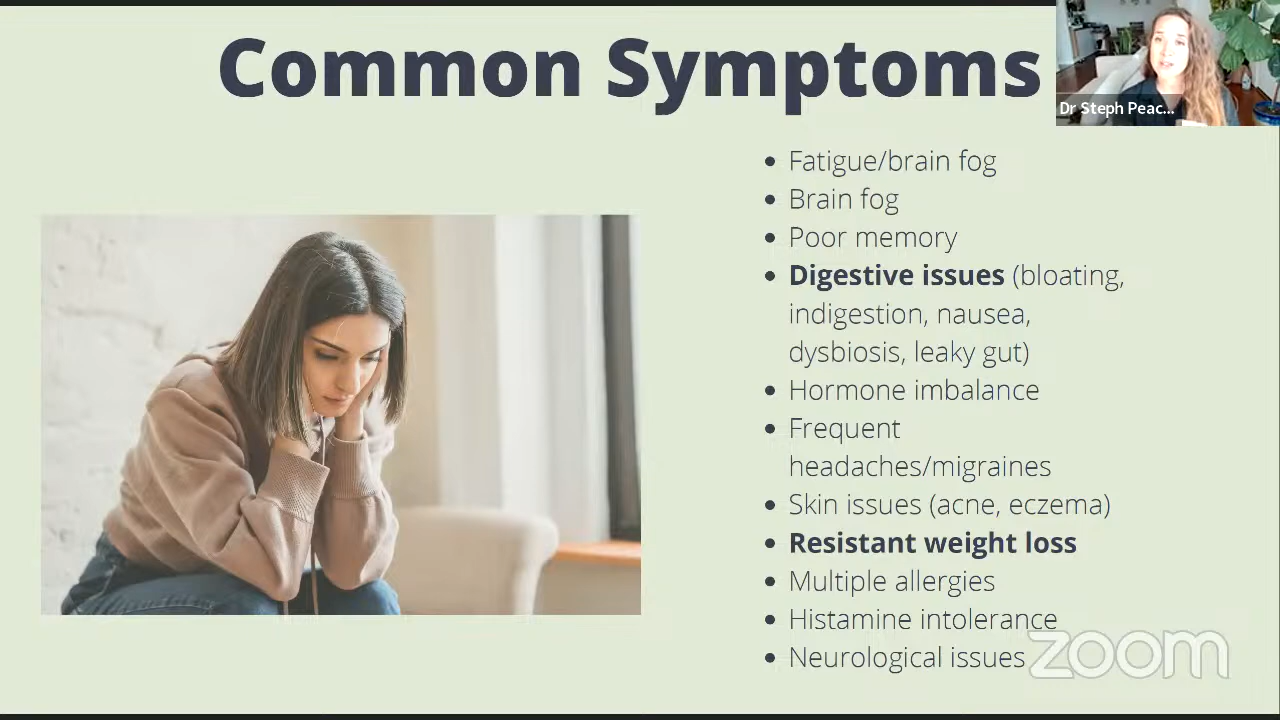 Common Symptoms
Dr Steph Peac...
• Fatigue/brain fog
• Brain fog
• Poor memory
• Digestive issues (bloating,
indigestion, nausea,
dysbiosis, leaky gut)
• Hormone imbalance
• Frequent
headaches/migraines
• Skin issues (acne, eczema)
• Resistant weight loss
• Multiple allergies
• Histamine intolerance
• Neurological issues
zoom